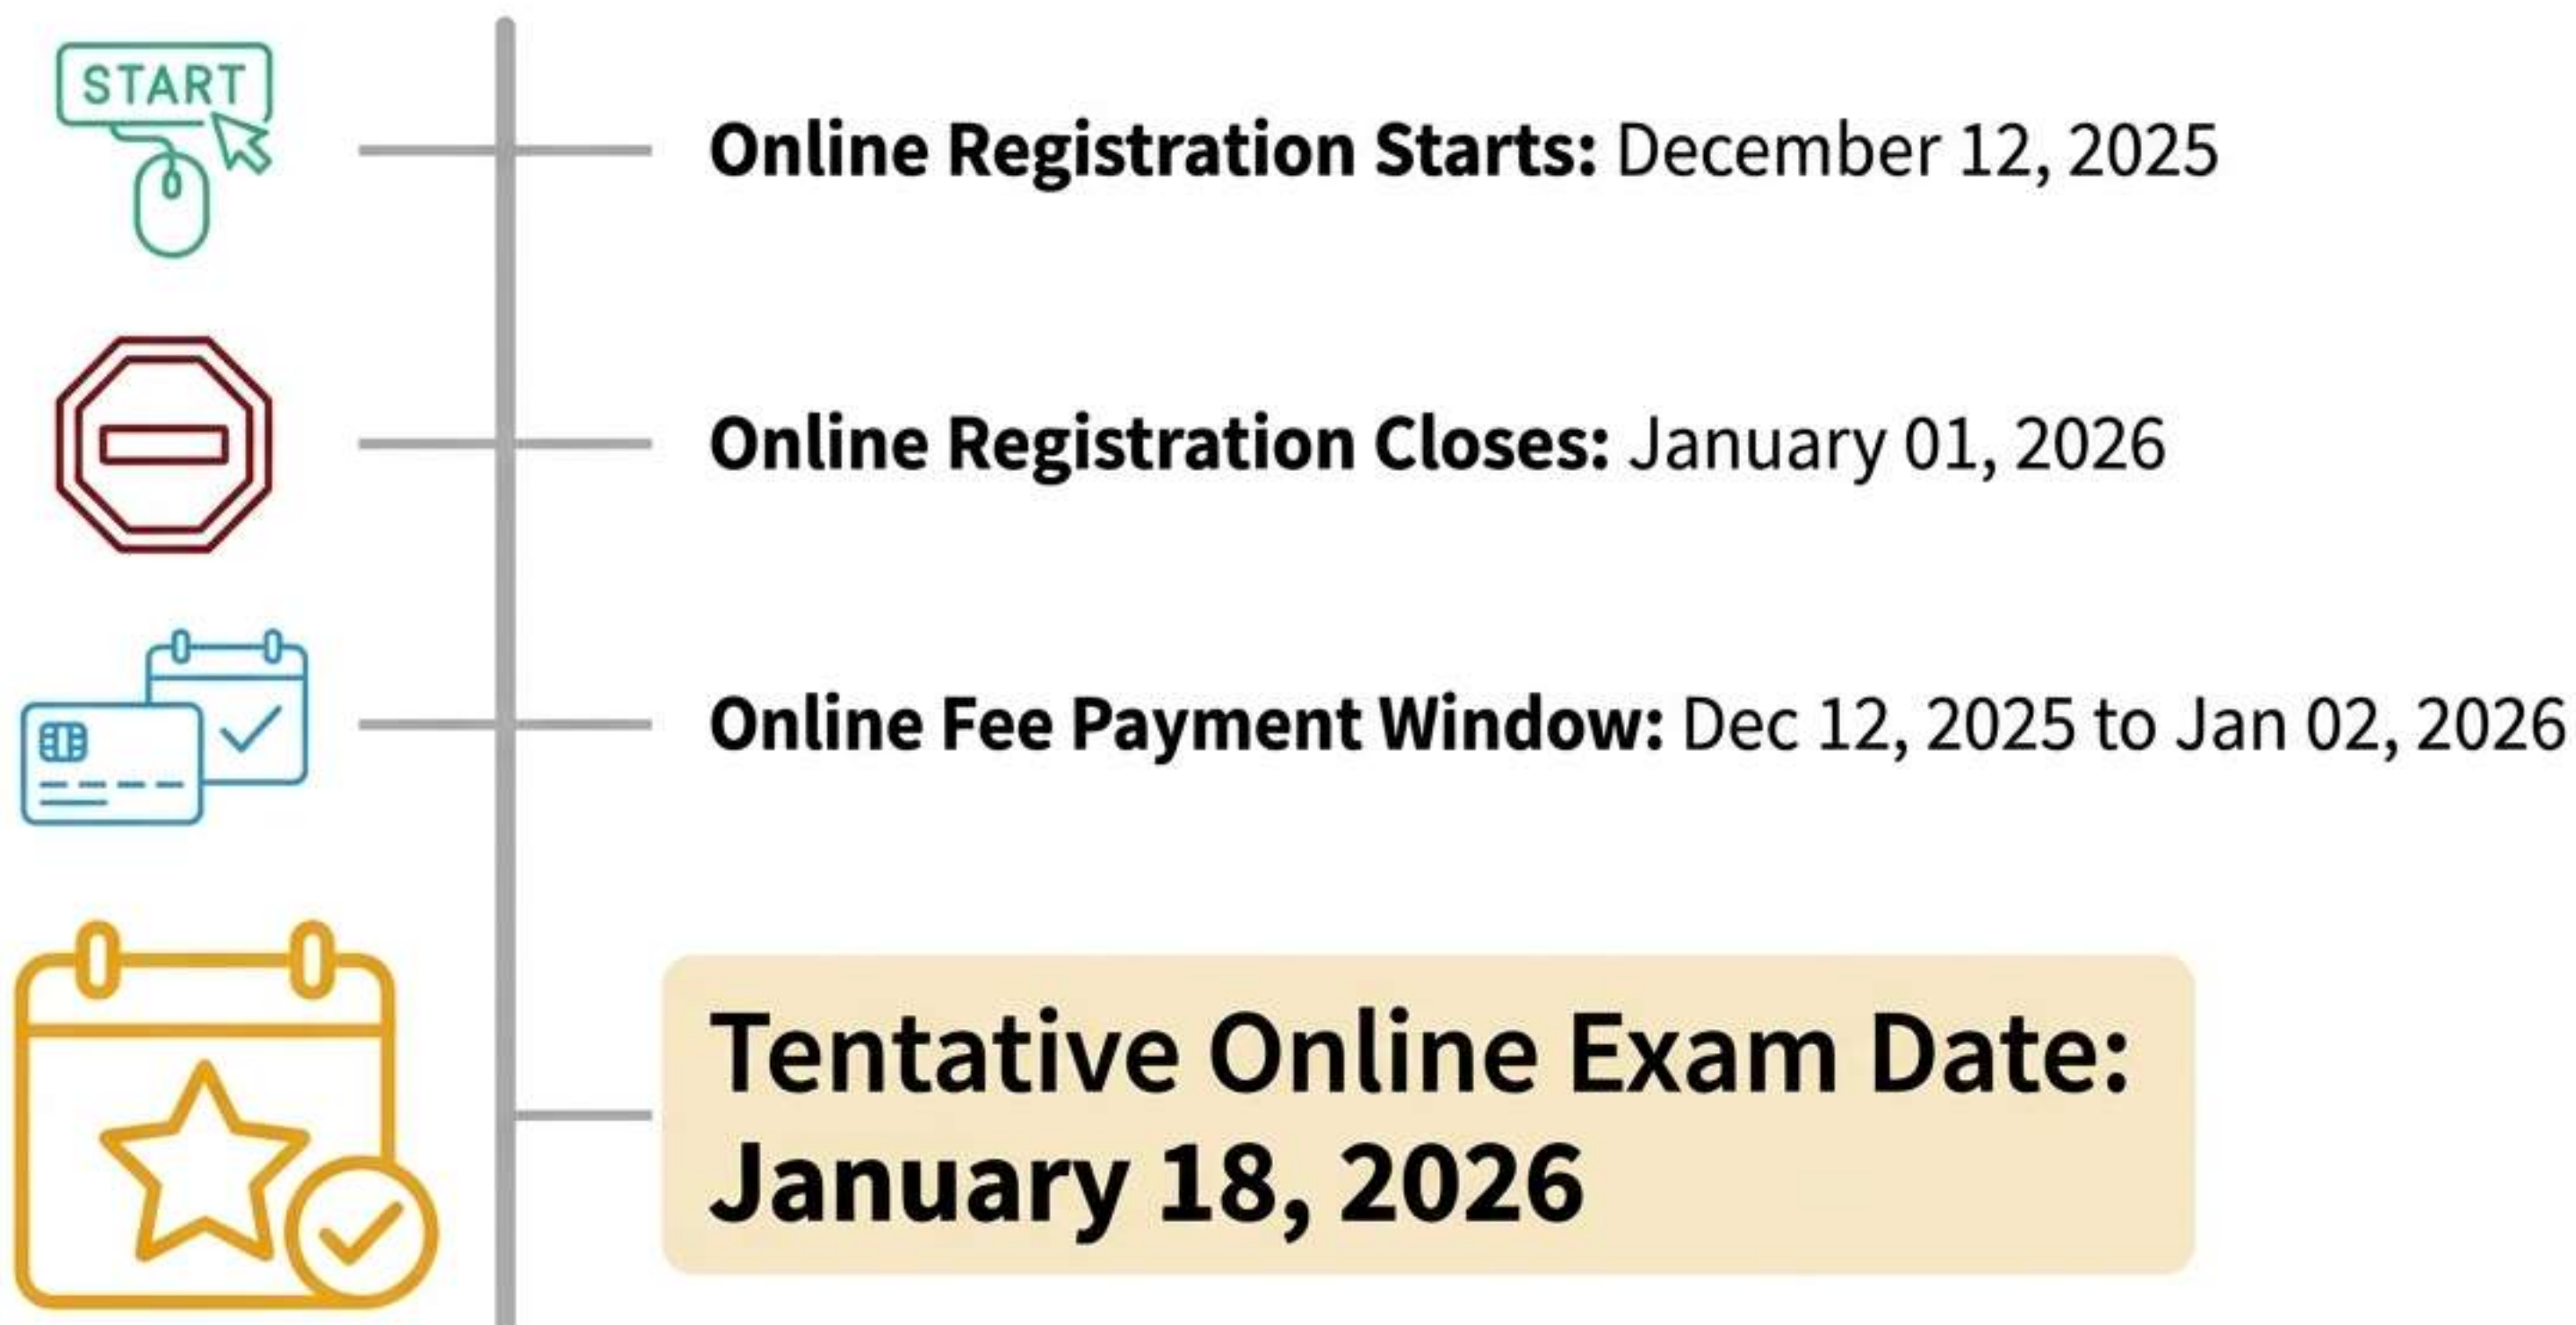 START
Online Registration Starts: December 12, 2025
Online Registration Closes: January 01, 2026
Online Fee Payment Window: Dec 12, 2025 to Jan 02, 2026
Tentative Online Exam Date:
January 18, 2026